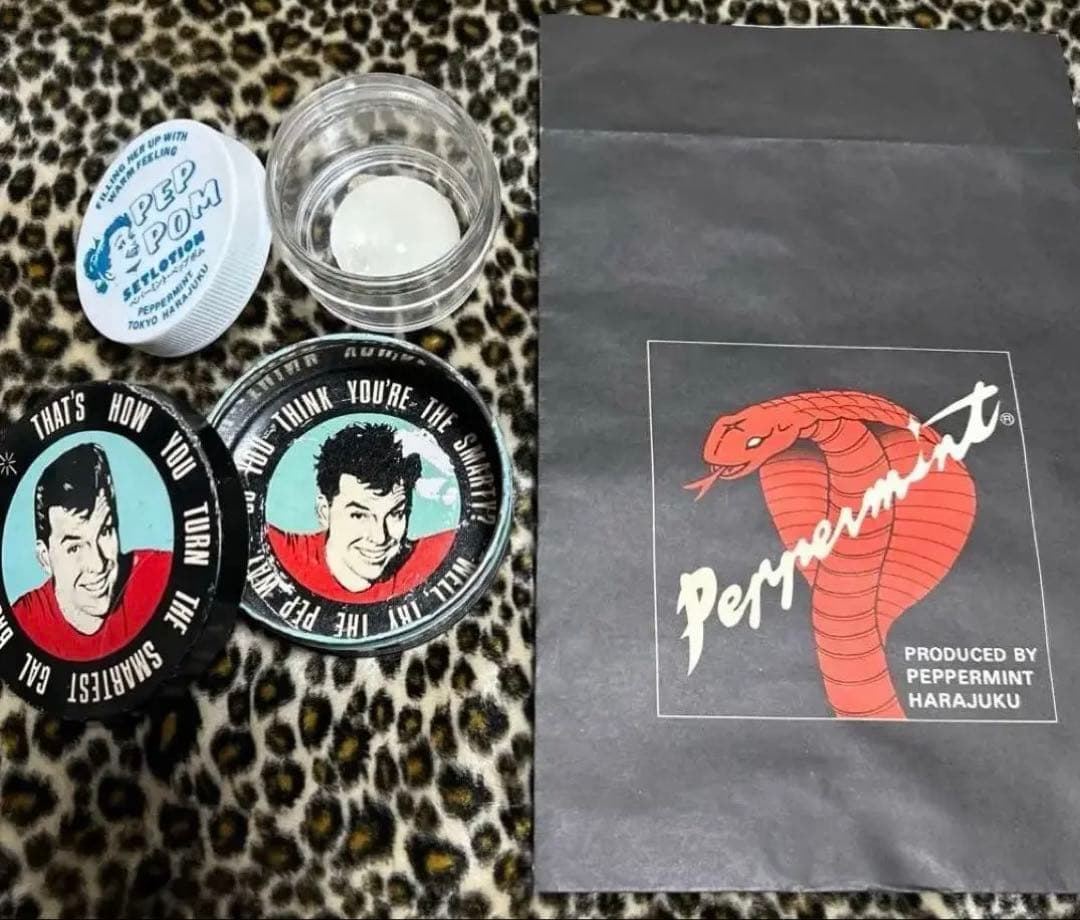 FILLING HER UP WITH
WARM FEELING
PEP
POM
SETLOTION
PEPPERMINT
TOKYO HARAJUKU
THAT'S HOW YOU TURN THE SMARTEST GAL
YOU THINK YOU'RE THE SMARTY? WELL, TRY THE PEP
Peppermint®
PRODUCED BY
PEPPERMINT
HARAJUKU